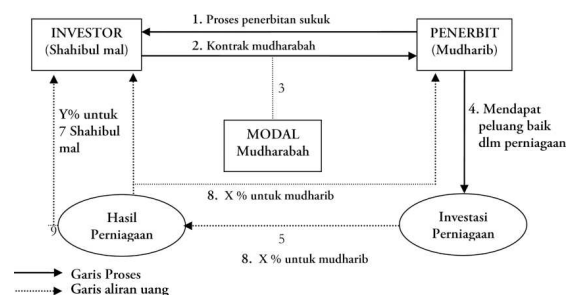 1. Proses penerbitan sukuk
INVESTOR
(Shahibul mal)
PENERBIT
(Mudharib)
2. Kontrak mudharabah
3
Y% untuk
7 Shahibul
mal
MODAL
Mudharabah
4. Mendapat
peluang baik
dlm perniagaan
8. X % untuk mudharib
Hasil
Perniagaan
9
5
Investasi
Perniagaan
8. X % untuk mudharib
Garis Proses
Garis aliran uang